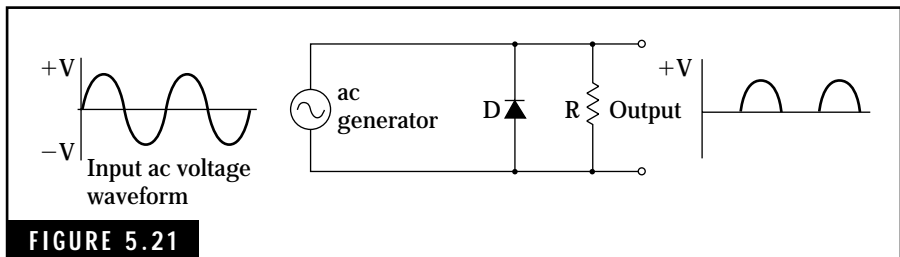 +V
−V
Input ac voltage
waveform
ac
generator
D
R
Output
+V
FIGURE 5.21